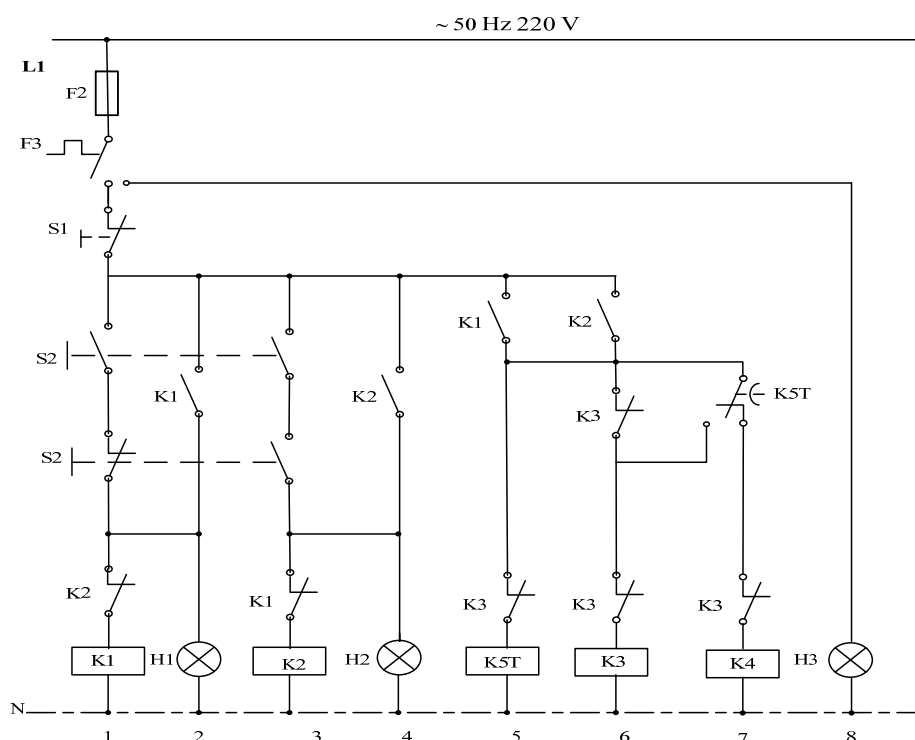 ~ 50 Hz 220 V
L1
F2
F3
S1
K1
K2
S2
K1
K2
K3
K5T
S2
K2
K1
K3
K3
K3
K1
H1
K2
H2
K5T
K3
K4
H3
N
1 2 3 4 5 6 7 8